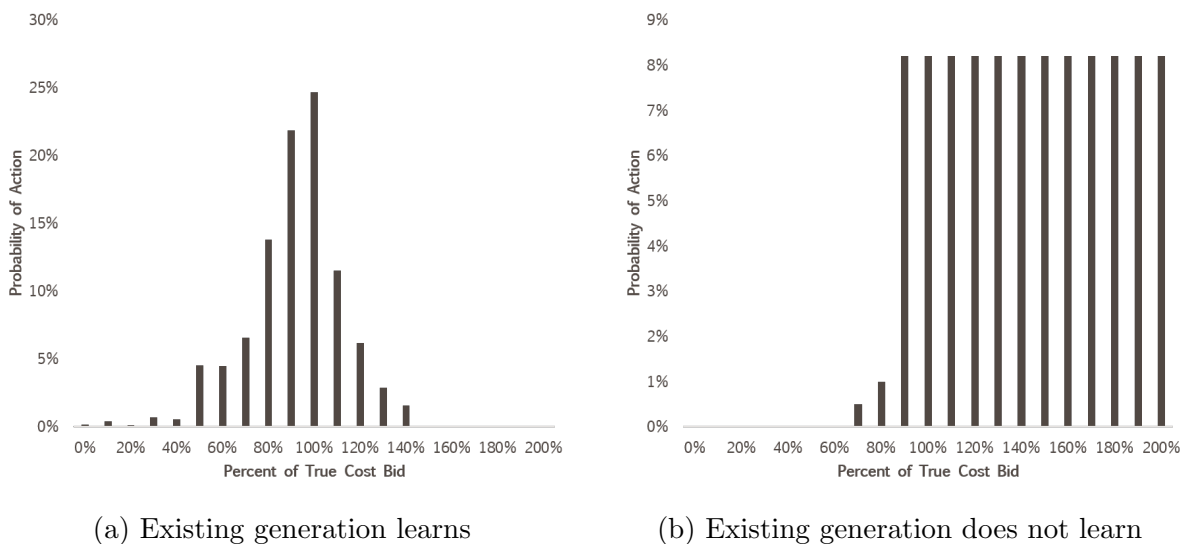 30%
25%
20%
15%
10%
5%
0%
Probability of Action
0% 20% 40% 60% 80% 100% 120% 140% 160% 180% 200%
Percent of True Cost Bid
(a) Existing generation learns
9%
8%
7%
6%
5%
4%
3%
2%
1%
0%
Probability of Action
0% 20% 40% 60% 80% 100% 120% 140% 160% 180% 200%
Percent of True Cost Bid
(b) Existing generation does not learn